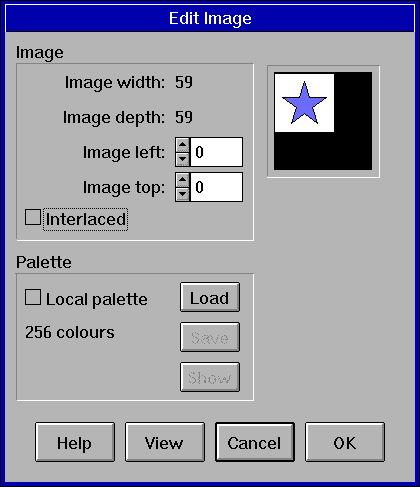 Edit Image
Image
Image width: 59
Image depth: 59
Image left: 0
Image top: 0
Interlaced
Palette
Local palette
Load
256 colours
Save
Show
Help
View
Cancel
OK